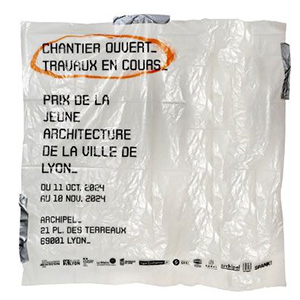 CHANTIER OUVERT_
TRAVAUX EN COURS_
PRIX DE LA
JEUNE
ARCHITECTURE
DE LA VILLE DE
LYON_
DU 11 OCT. 2024
AU 10 NOV. 2024
ARCHIPEL_
21 PL. DES TERREAUX
69001 LYON_